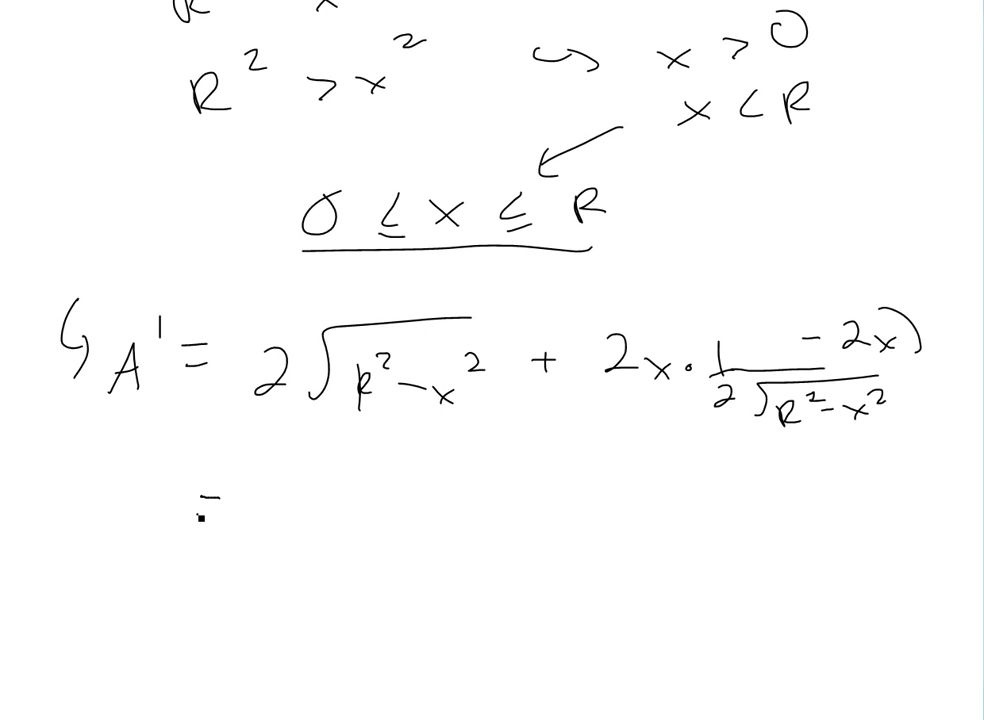 R² > x² ↪ x > 0
x < R
0 ≤ x ≤ R
↪ A' = 2√(R²-x²) + 2x · 1/(2√(R²-x²)) - 2x)
=